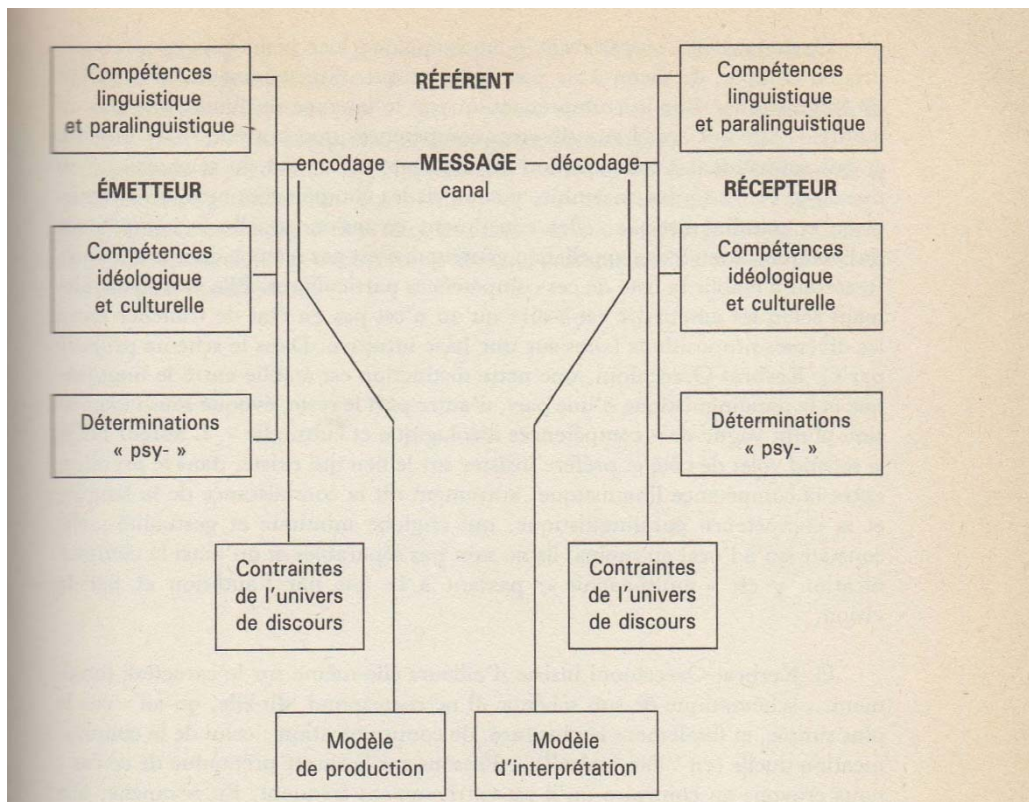 Compétences
linguistique
et paralinguistique
RÉFÉRENT
Compétences
linguistique
et paralinguistique
encodage MESSAGE décodage
canal
ÉMETTEUR
RÉCEPTEUR
Compétences
idéologique
et culturelle
Compétences
idéologique
et culturelle
Déterminations
« psy- »
Déterminations
« psy- »
Contraintes
de l'univers
de discours
Contraintes
de l'univers
de discours
Modèle
de production
Modèle
d'interprétation